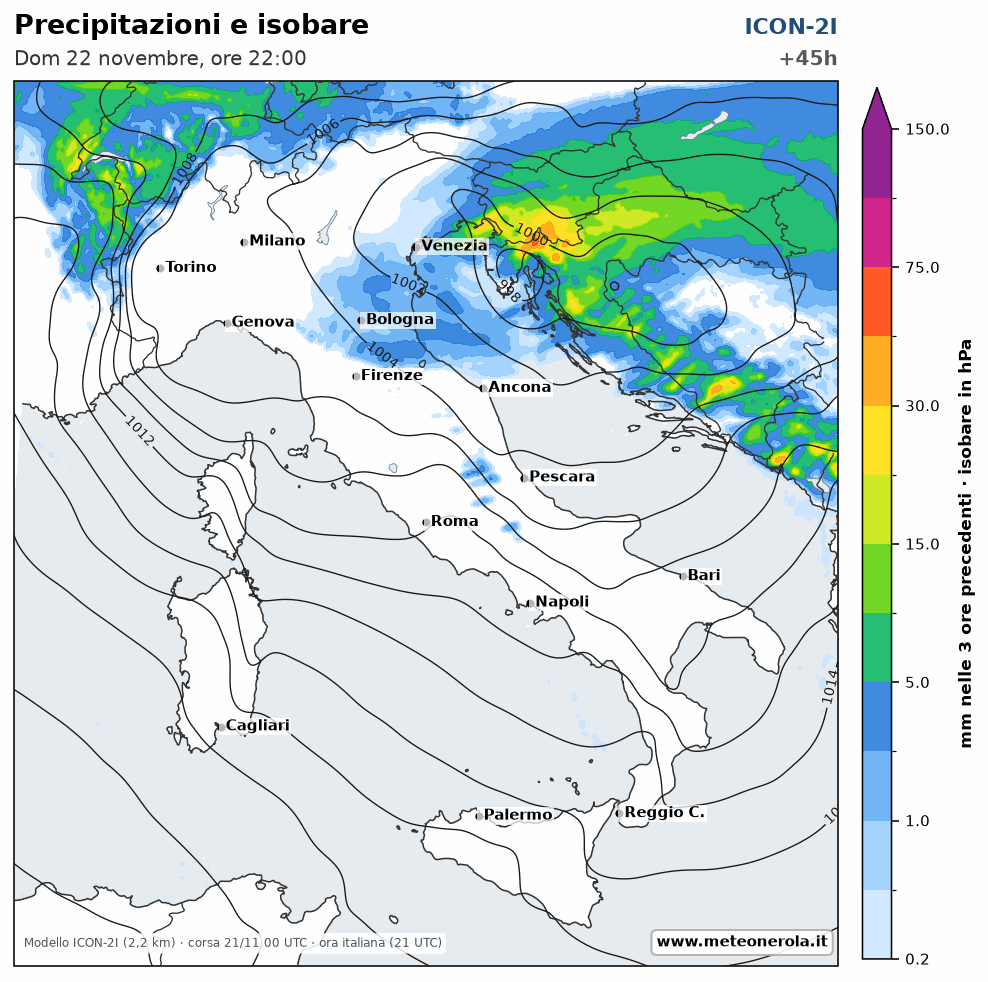 Precipitazioni e isobare
ICON-2I
Dom 22 novembre, ore 22:00
+45h
1006
1008
1000
Venezia
Milano
Torino
998
Bologna
Genova
1004
Firenze
Ancona
1012
Pescara
Roma
Bari
Napoli
1014
Cagliari
Palermo
Reggio C.
10
Modello ICON-2I (2,2 km) · corsa 21/11 00 UTC · ora italiana (21 UTC)
www.meteonerola.it
150.0
75.0
30.0
15.0
5.0
1.0
0.2
mm nelle 3 ore precedenti · isobare in hPa